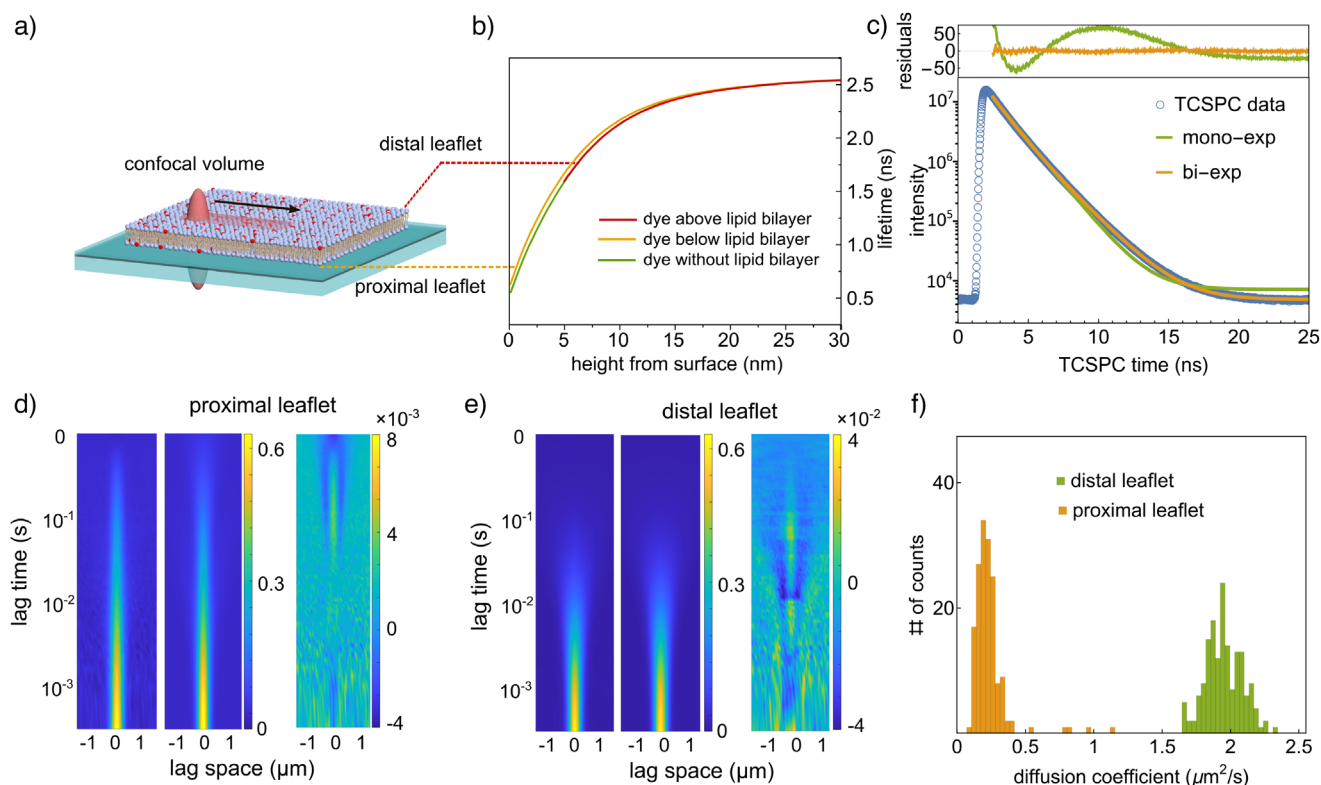 a)
confocal volume
distal leaflet
proximal leaflet
b)
dye above lipid bilayer
dye below lipid bilayer
dye without lipid bilayer
0 5 10 15 20 25 30
height from surface (nm)
2.5
2.0
1.5
1.0
0.5
lifetime (ns)
c)
residuals
50
0
-50
10⁷
10⁶
10⁵
10⁴
intensity
TCSPC data
mono-exp
bi-exp
0 5 10 15 20 25
TCSPC time (ns)
d)
proximal leaflet
×10⁻³
0
10⁻¹
10⁻²
10⁻³
lag time (s)
0.6
0.3
0
8
4
0
-4
-1 0 1 -1 0 1 -1 0 1
lag space (µm)
e)
distal leaflet
×10⁻²
0
10⁻¹
10⁻²
10⁻³
lag time (s)
0.6
0.3
0
4
0
-4
-1 0 1 -1 0 1 -1 0 1
lag space (µm)
f)
distal leaflet
proximal leaflet
40
20
0
# of counts
0 0.5 1 1.5 2 2.5
diffusion coefficient (µm²/s)